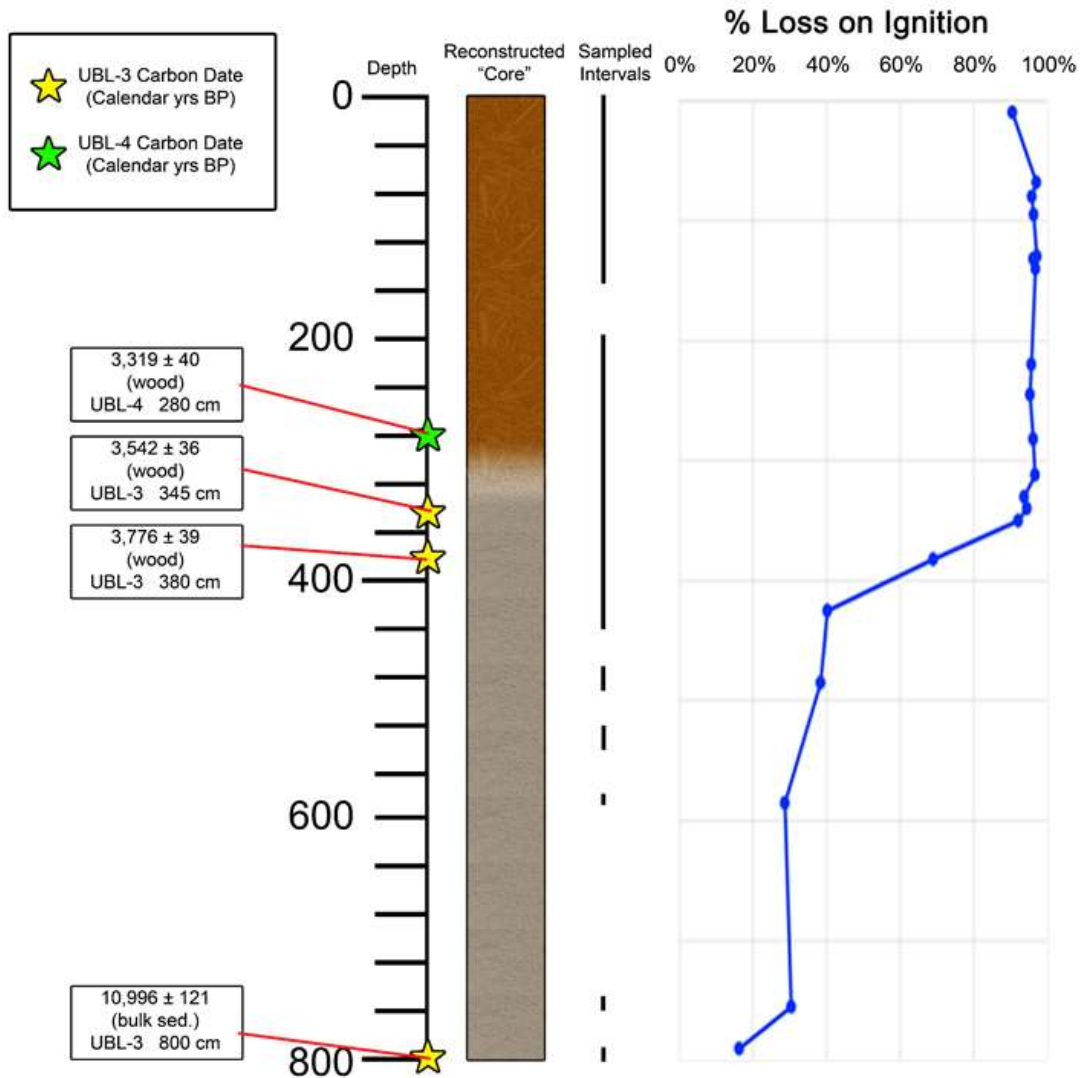 % Loss on Ignition
UBL-3 Carbon Date
(Calendar yrs BP)
UBL-4 Carbon Date
(Calendar yrs BP)
Depth
Reconstructed
"Core"
Sampled
Intervals
0% 20% 40% 60% 80% 100%
0
200
400
600
800
3,319 ± 40
(wood)
UBL-4 280 cm
3,542 ± 36
(wood)
UBL-3 345 cm
3,776 ± 39
(wood)
UBL-3 380 cm
10,996 ± 121
(bulk sed.)
UBL-3 800 cm